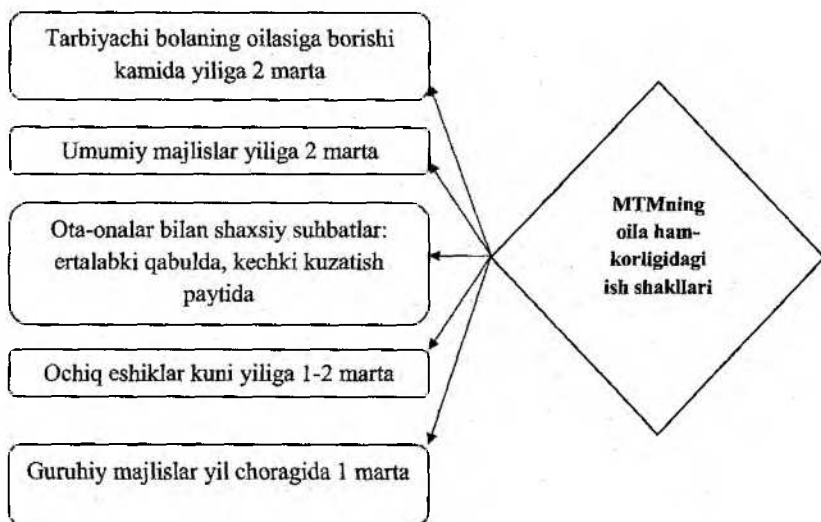 Tarbiyachi bolaning oilasiga borishi
kamida yiliga 2 marta
Umumiy majlislar yiliga 2 marta
Ota-onalar bilan shaxsiy suhbatlar:
ertalabki qabulda, kechki kuzatish
paytida
Ochiq eshiklar kuni yiliga 1-2 marta
Guruhiy majlislar yil choragida 1 marta
MTMning
oila ham-
korligidagi
ish shakllari